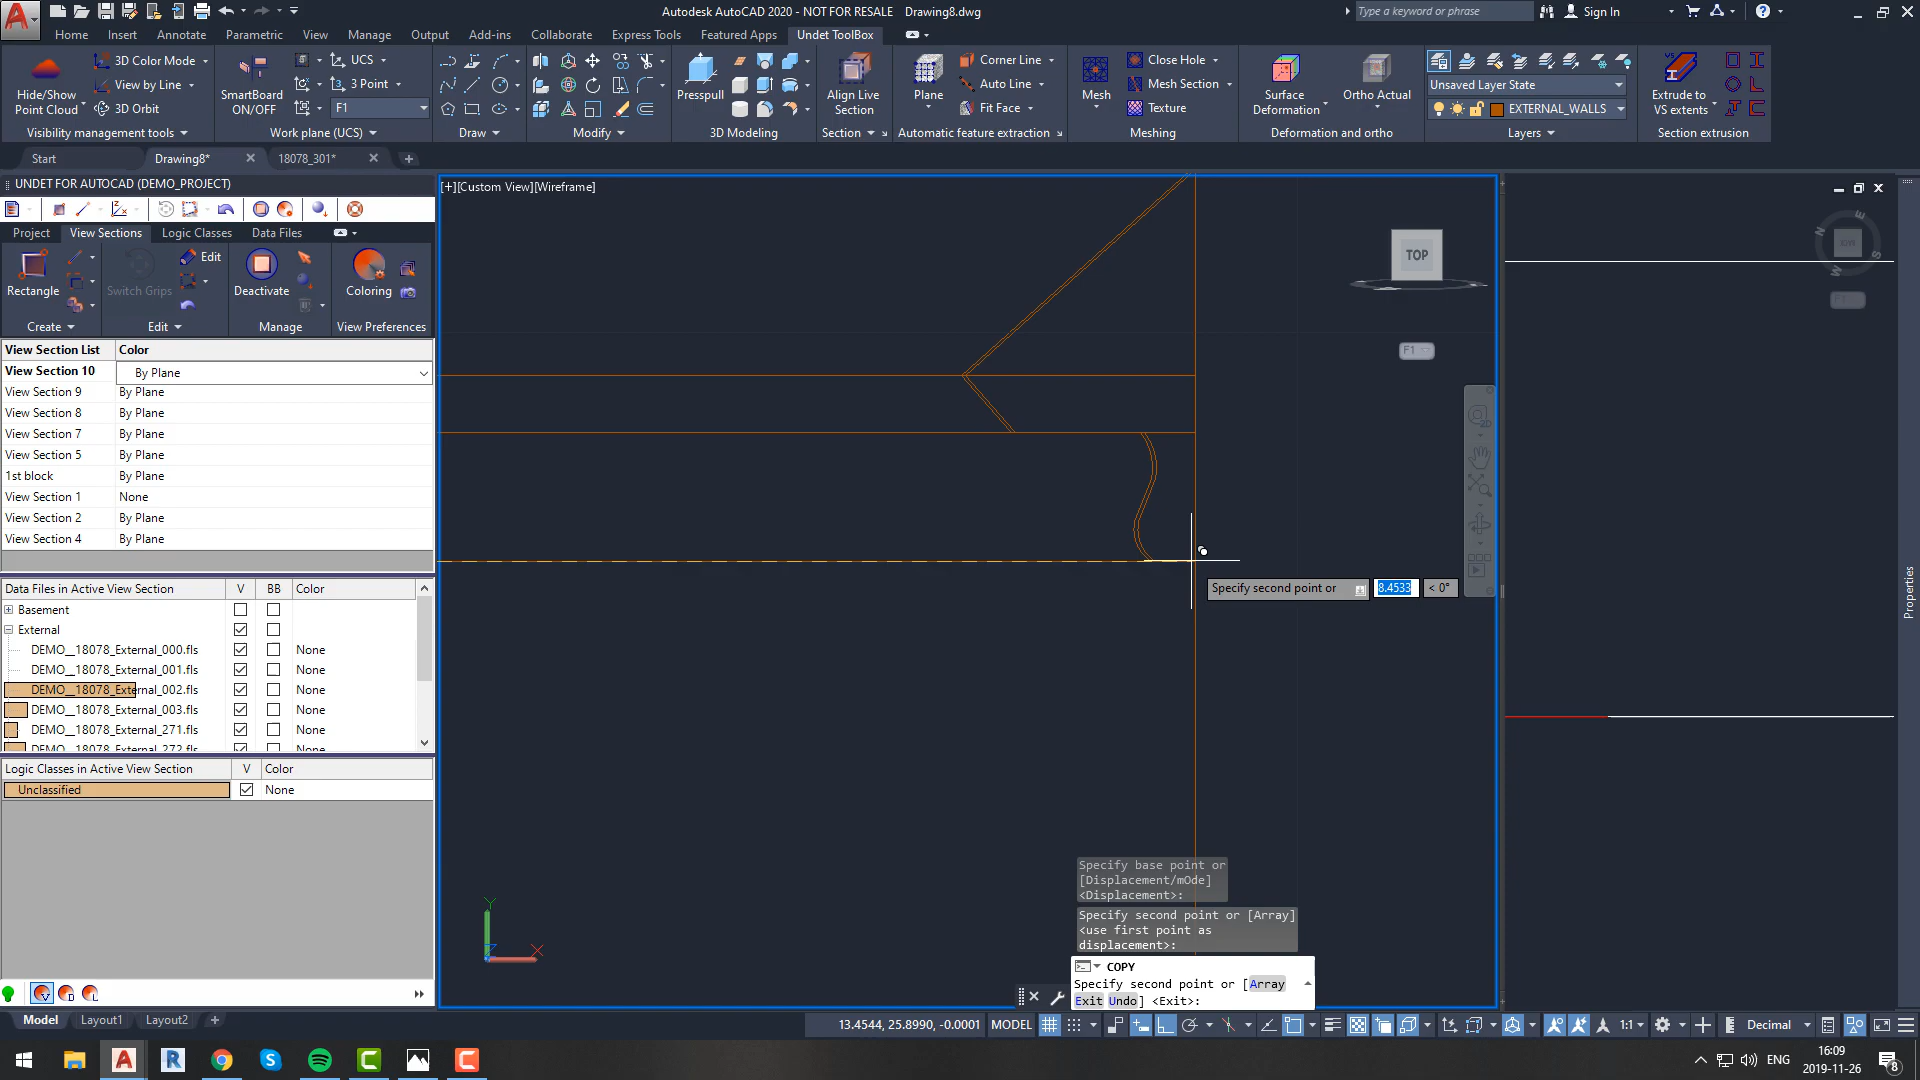 Autodesk AutoCAD 2020 - NOT FOR RESALE Drawing8.dwg
Type a keyword or phrase
Sign In
Home Insert Annotate Parametric View Manage Output Add-ins Collaborate Express Tools Featured Apps Undet ToolBox
Hide/Show
Point Cloud
3D Color Mode
View by Line
3D Orbit
Visibility management tools
SmartBoard
ON/OFF
UCS
3 Point
F1
Work plane (UCS)
Draw
Modify
Presspull
3D Modeling
Align Live
Section
Section
Plane
Corner Line
Auto Line
Fit Face
Automatic feature extraction
Mesh
Close Hole
Mesh Section
Texture
Meshing
Surface
Deformation
Ortho Actual
Deformation and ortho
Unsaved Layer State
EXTERNAL_WALLS
Layers
Extrude to
VS extents
Section extrusion
Start
Drawing8*
18078_301*
UNDET FOR AUTOCAD (DEMO_PROJECT)
Project View Sections Logic Classes Data Files
Rectangle
Create
Switch Grips
Edit
Edit
Deactivate
Manage
Coloring
View Preferences
View Section List Color
View Section 10 By Plane
View Section 9 By Plane
View Section 8 By Plane
View Section 7 By Plane
View Section 5 By Plane
1st block By Plane
View Section 1 None
View Section 2 By Plane
View Section 4 By Plane
Data Files in Active View Section V BB Color
Basement
External
DEMO__18078_External_000.fls None
DEMO__18078_External_001.fls None
DEMO__18078_External_002.fls None
DEMO__18078_External_003.fls None
DEMO__18078_External_271.fls None
DEMO__18078_External_272.fls None
Logic Classes in Active View Section V Color
Unclassified None
[+][Custom View][Wireframe]
TOP
F1
Specify second point or 8.4533 < 0°
Y
X
Specify base point or
[Displacement/mOde]
<Displacement>:
Specify second point or [Array]
<use first point as
displacement>:
COPY
Specify second point or [Array
Exit Undo] <Exit>:
2D
N
E
S
W
F1
Properties
Model Layout1 Layout2
13.4544, 25.8990, -0.0001 MODEL
1:1
Decimal
ENG
16:09
2019-11-26
8